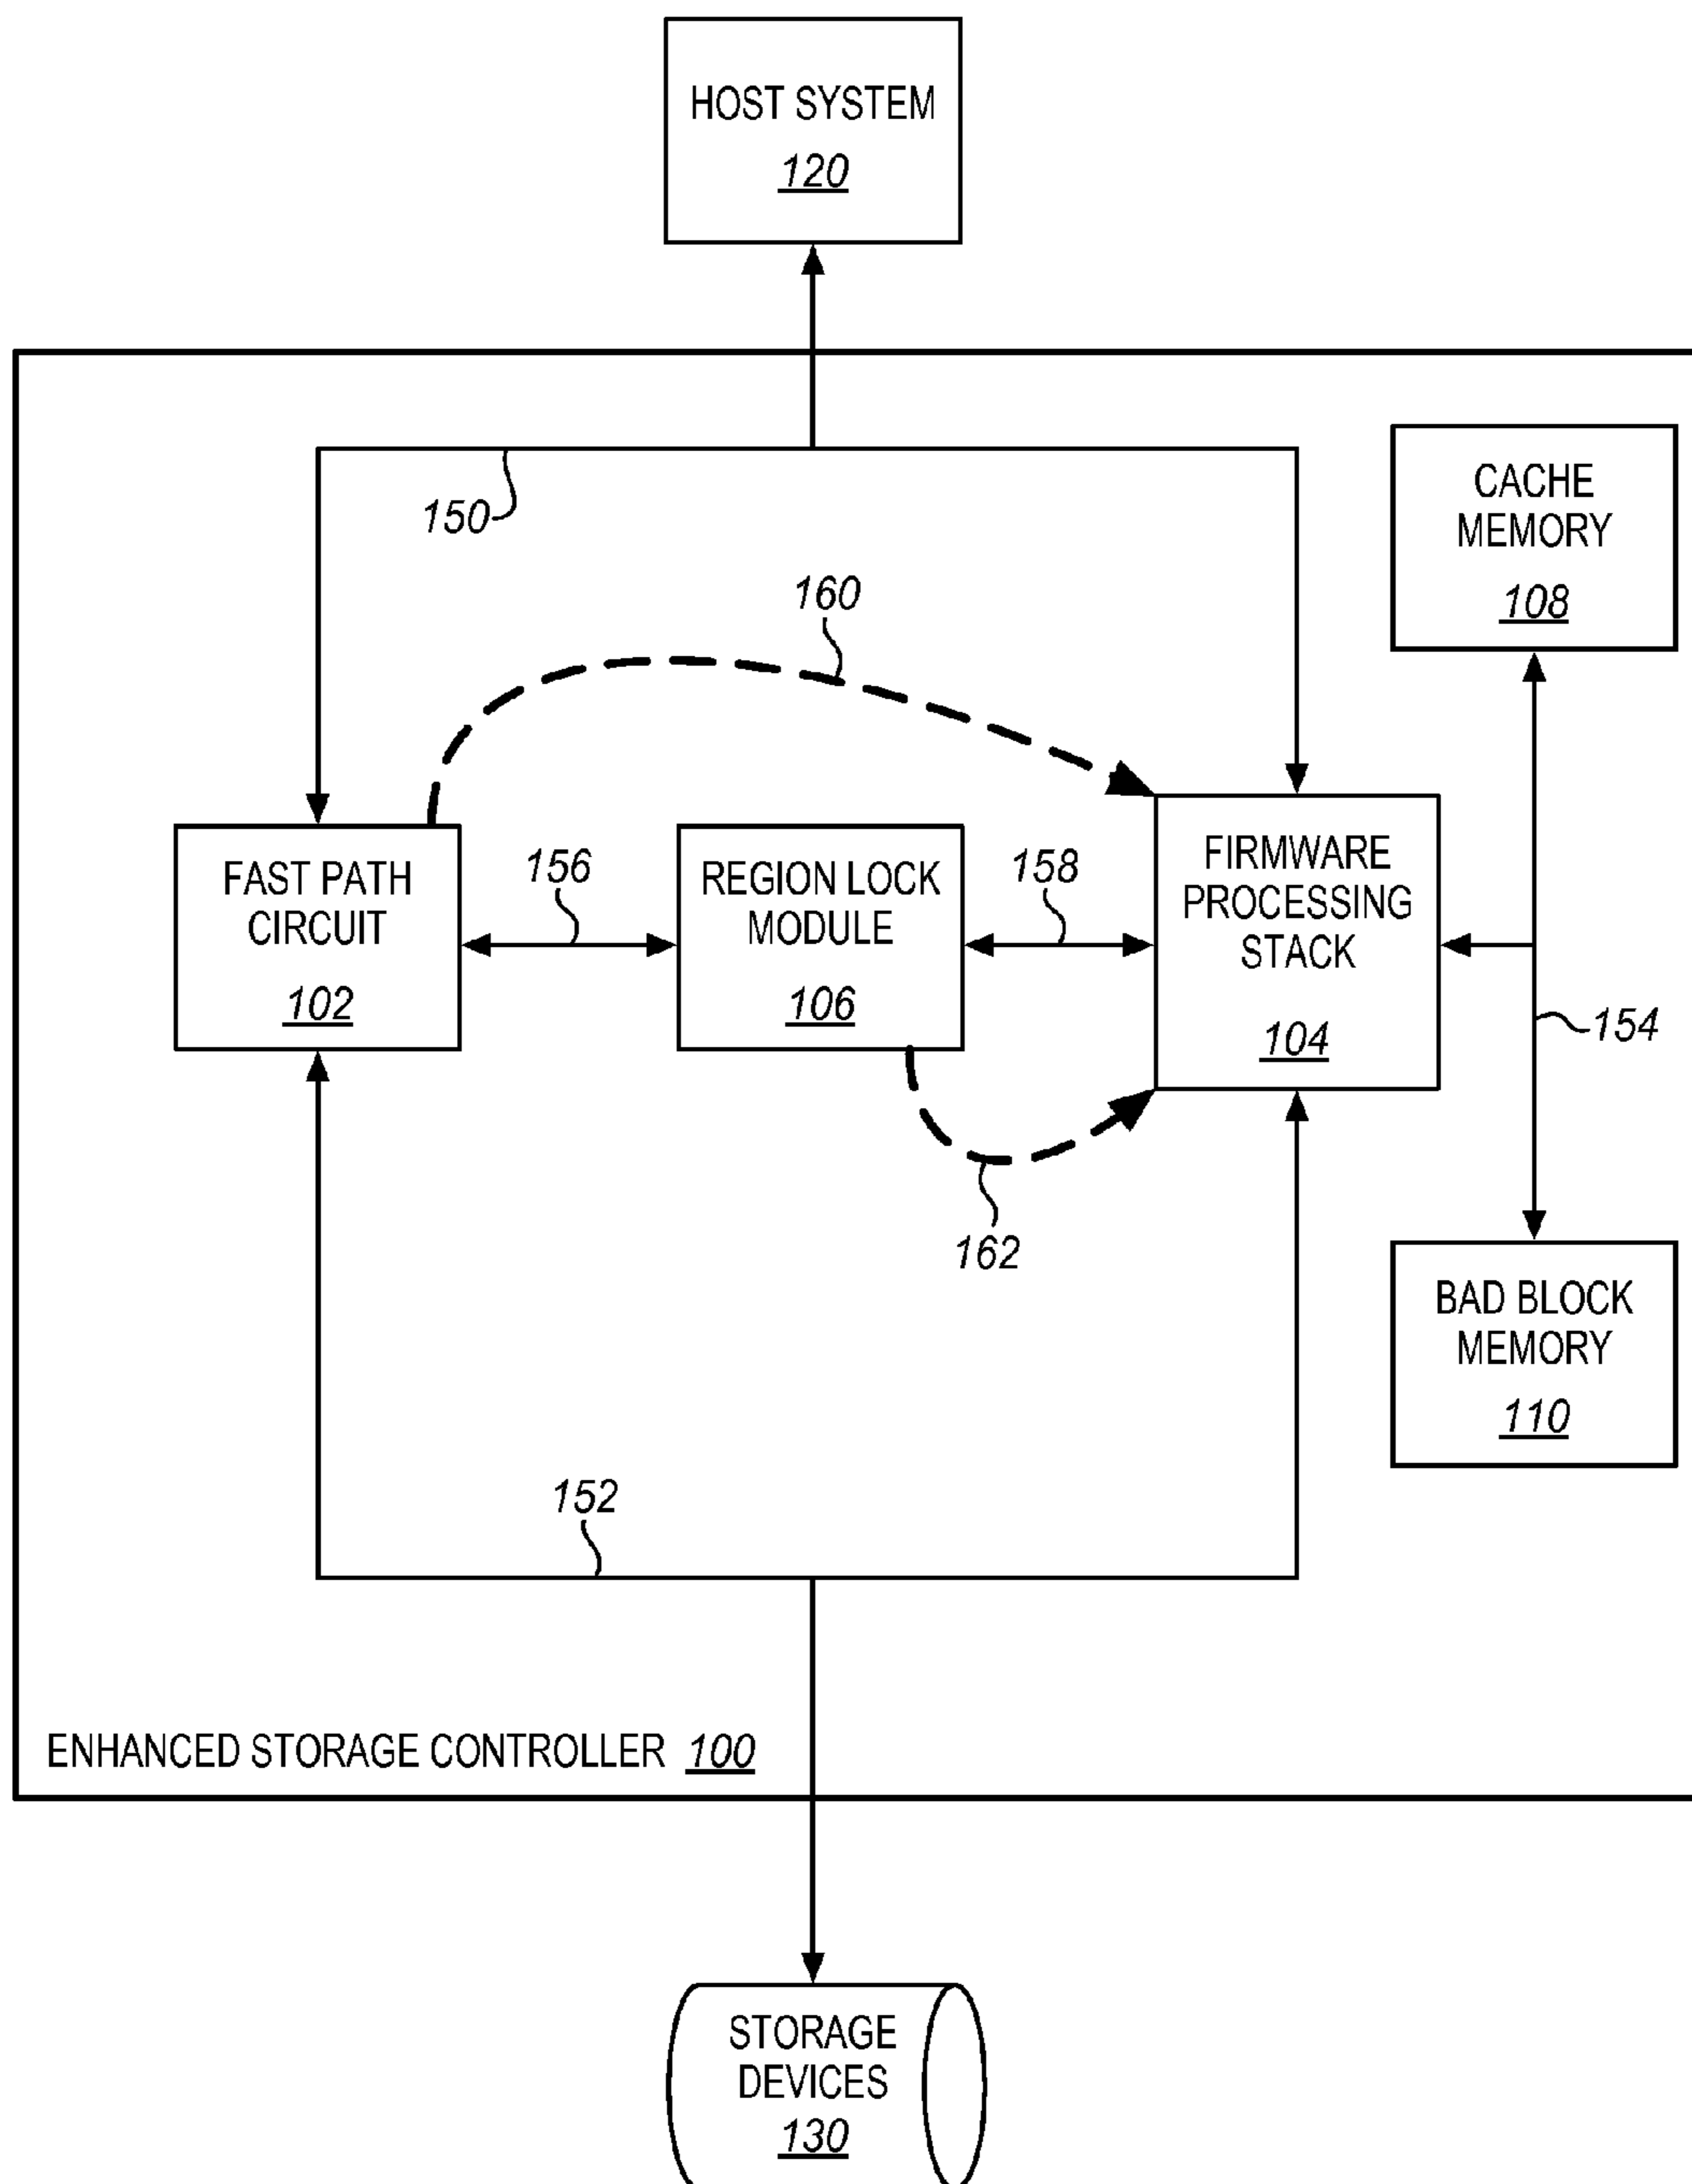 HOST SYSTEM
120
150
CACHE
MEMORY
108
160
FAST PATH
CIRCUIT
102
156
REGION LOCK
MODULE
106
158
FIRMWARE
PROCESSING
STACK
104
154
162
BAD BLOCK
MEMORY
110
152
ENHANCED STORAGE CONTROLLER 100
STORAGE
DEVICES
130